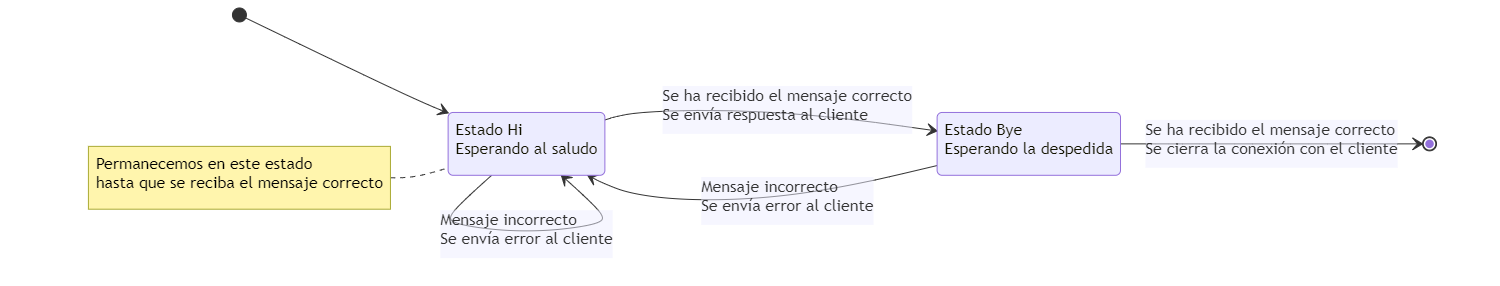 Permanecemos en este estado
hasta que se reciba el mensaje correcto
Estado Hi
Esperando al saludo
Mensaje incorrecto
Se envía error al cliente
Se ha recibido el mensaje correcto
Se envía respuesta al cliente
Mensaje incorrecto
Se envía error al cliente
Estado Bye
Esperando la despedida
Se ha recibido el mensaje correcto
Se cierra la conexión con el cliente